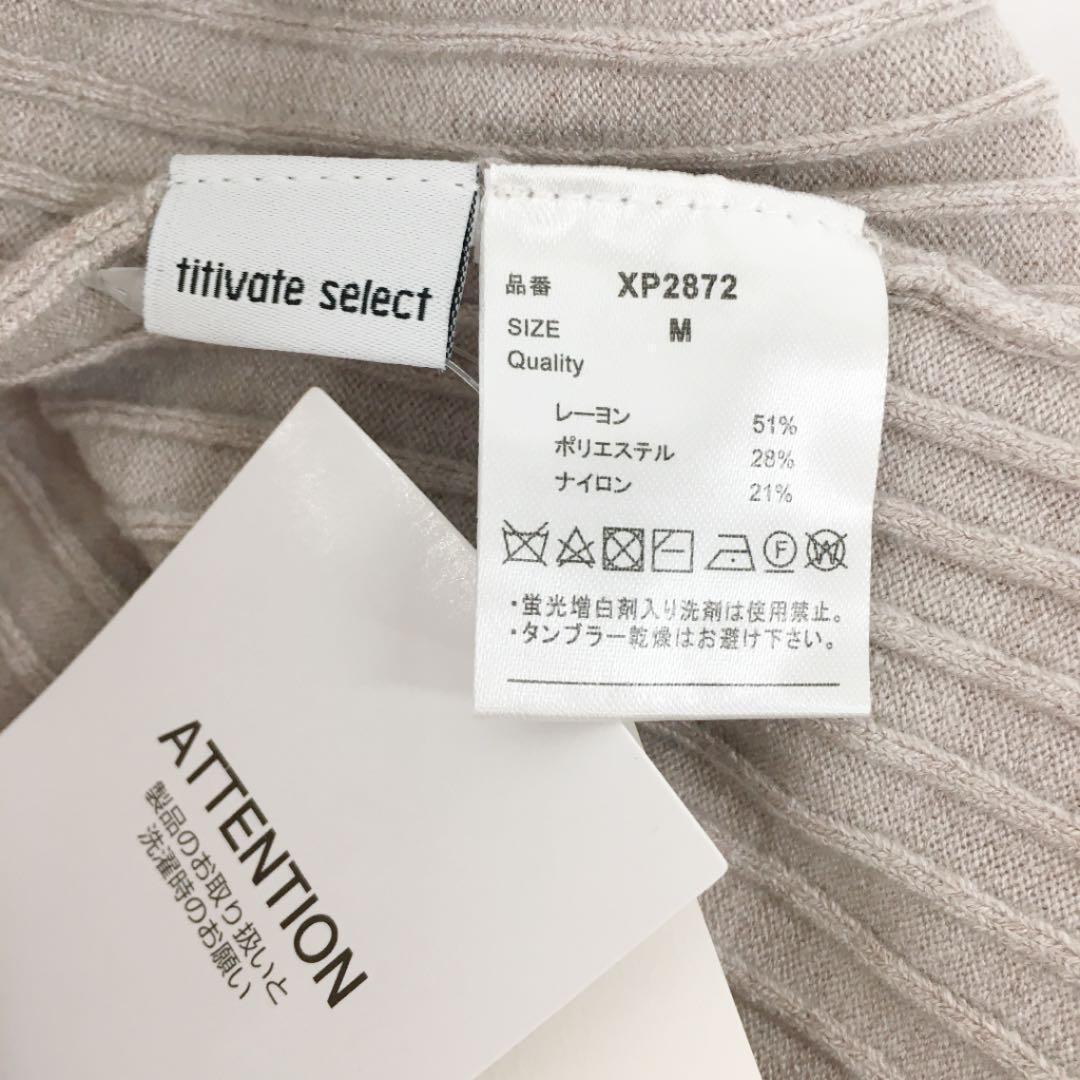 titivate select
品番 XP2872
SIZE M
Quality
レーヨン 51%
ポリエステル 28%
ナイロン 21%
F
W
・蛍光増白剤入り洗剤は使用禁止。
・タンブラー乾燥はお避け下さい。
ATTENTION
製品のお取り扱いと
洗濯時のお願い